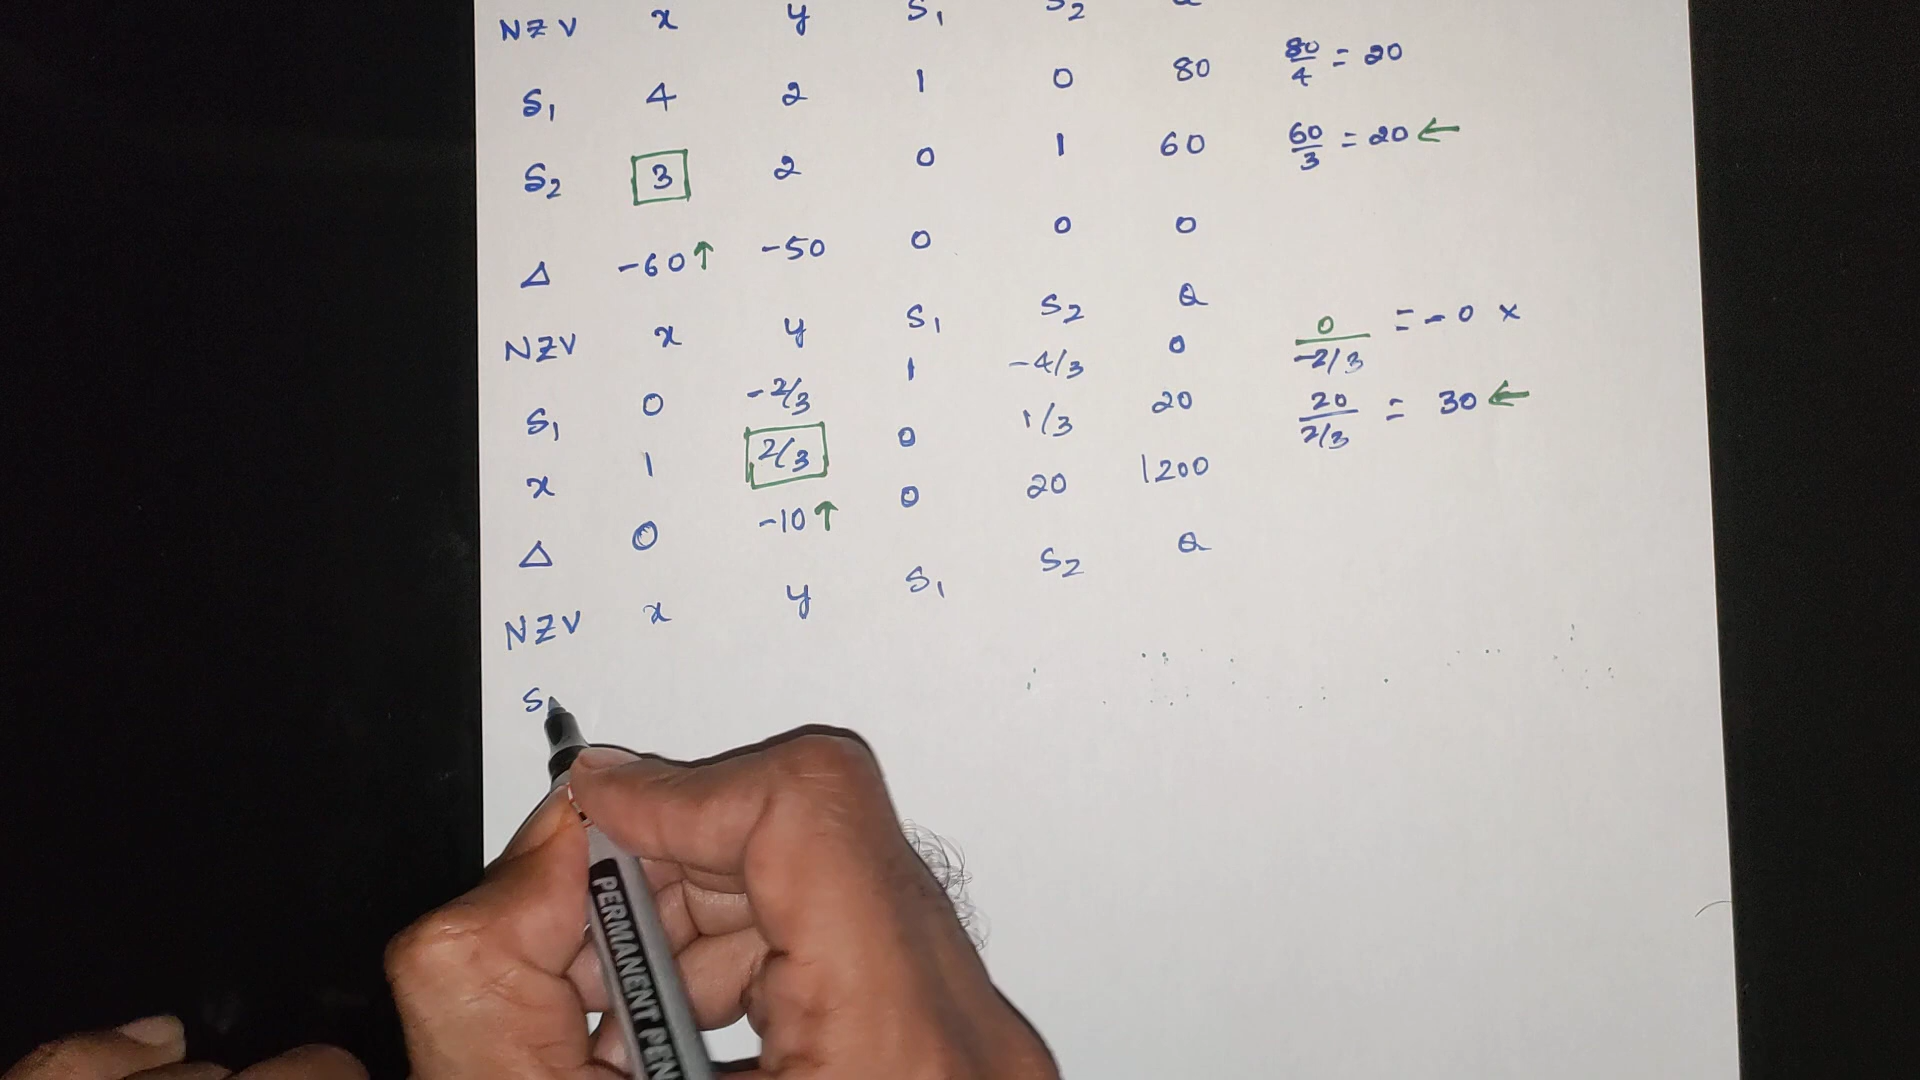 NZV x y S1 S2 Q
S1 4 2 1 0 80 80/4 = 20
S2 3 2 0 1 60 60/3 = 20 ←
Δ -60↑ -50 0 0 0
NZV x y S1 S2 Q
S1 0 -2/3 1 -4/3 0 0/-2/3 = -0 x
x 1 2/3 0 1/3 20 20/2/3 = 30 ←
Δ 0 -10↑ 0 20 1200
NZV x y S1 S2 Q
S
PERMANENT PEN